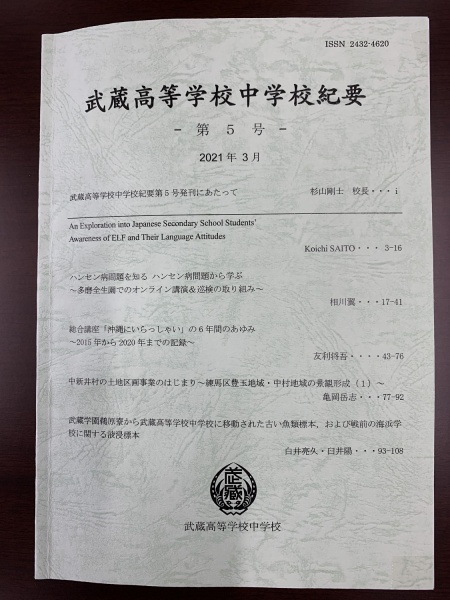 ISSN 2432-4620
武蔵高等学校中学校紀要
- 第 5 号 -
2021年 3月
武蔵高等学校中学校紀要第5号発刊にあたって 杉山剛士 校長・・・i
An Exploration into Japanese Secondary School Students'
Awareness of ELF and Their Language Attitudes
Koichi SAITO・・・ 3-16
ハンセン病問題を知る ハンセン病問題から学ぶ
～多磨全生園でのオンライン講演&巡検の取り組み～
相川翼・・・17-41
総合講座「沖縄にいらっしゃい」の6年間のあゆみ
～2015年から2020年までの記録～
友利将吾・・・・43-76
中新井村の土地区画事業のはじまり～練馬区豊玉地域・中村地域の景観形成（1）～
亀岡岳志・・・77-92
武蔵学園鵜原寮から武蔵高等学校中学校に移動された古い魚類標本，および戦前の海浜学
校に関する液浸標本
白井亮久・臼井陽・・・93-108
武蔵
武蔵高等学校中学校